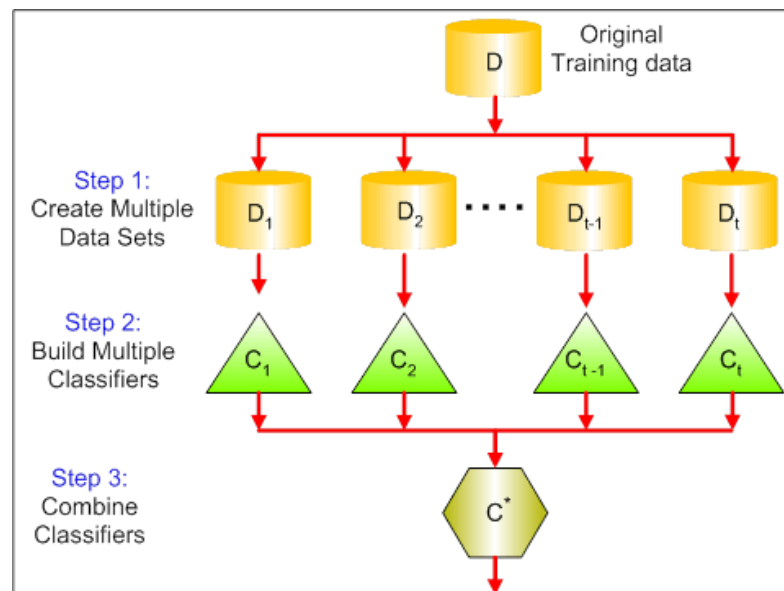 Original
Training data
D
Step 1:
Create Multiple
Data Sets
D₁ D₂ .... Dₜ₋₁ Dₜ
Step 2:
Build Multiple
Classifiers
C₁ C₂ Cₜ₋₁ Cₜ
Step 3:
Combine
Classifiers
C*